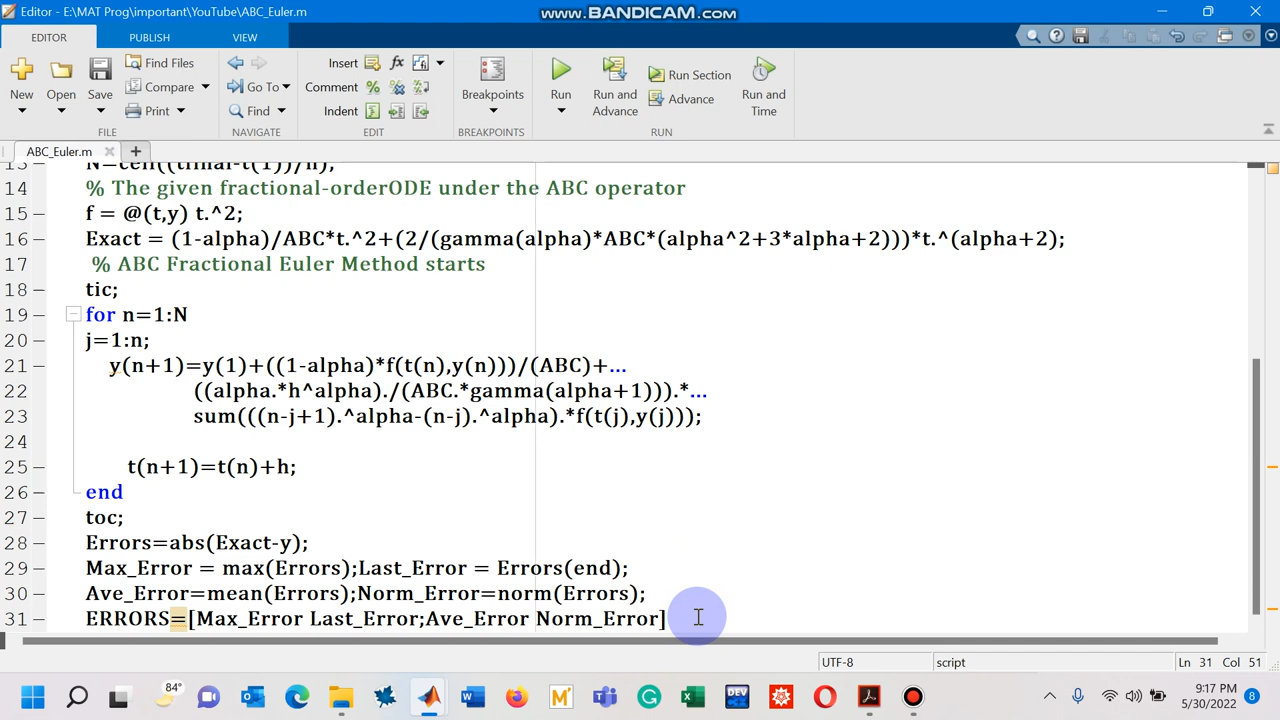 Editor - E:\MAT Prog\important\YouTube\ABC_Euler.m
www.BANDICAM.com
EDITOR PUBLISH VIEW
New Open Save Find Files Compare Print
Go To Find
Insert fx Comment Indent
Breakpoints
Run Run and Advance Run Section Advance Run and Time
FILE NAVIGATE EDIT BREAKPOINTS RUN
ABC_Euler.m
14 % The given fractional-orderODE under the ABC operator
15 f = @(t,y) t.^2;
16 Exact = (1-alpha)/ABC*t.^2+(2/(gamma(alpha)*ABC*(alpha^2+3*alpha+2)))*t.^(alpha+2);
17 % ABC Fractional Euler Method starts
18 tic;
19 for n=1:N
20 j=1:n;
21 y(n+1)=y(1)+((1-alpha)*f(t(n),y(n)))/(ABC)+...
22 ((alpha.*h^alpha)./(ABC.*gamma(alpha+1))).*...
23 sum(((n-j+1).^alpha-(n-j).^alpha).*f(t(j),y(j)));
24
25 t(n+1)=t(n)+h;
26 end
27 toc;
28 Errors=abs(Exact-y);
29 Max_Error = max(Errors);Last_Error = Errors(end);
30 Ave_Error=mean(Errors);Norm_Error=norm(Errors);
31 ERRORS=[Max_Error Last_Error;Ave_Error Norm_Error]
UTF-8 script Ln 31 Col 51
84°
9:17 PM
5/30/2022
8